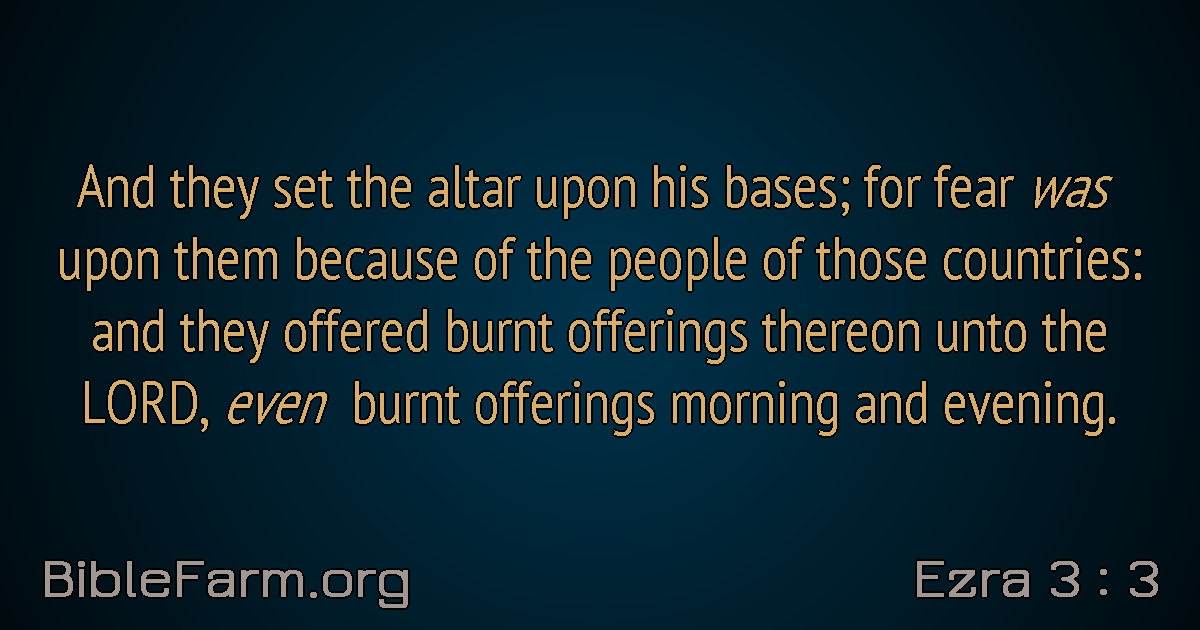 And they set the altar upon his bases; for fear was
upon them because of the people of those countries:
and they offered burnt offerings thereon unto the
LORD, even burnt offerings morning and evening.
BibleFarm.org
Ezra 3 : 3